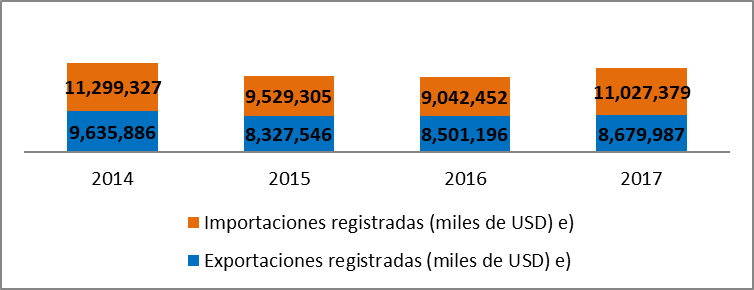 11,299,327 9,529,305 9,042,452 11,027,379
9,635,886 8,327,546 8,501,196 8,679,987
2014 2015 2016 2017
Importaciones registradas (miles de USD) e)
Exportaciones registradas (miles de USD) e)